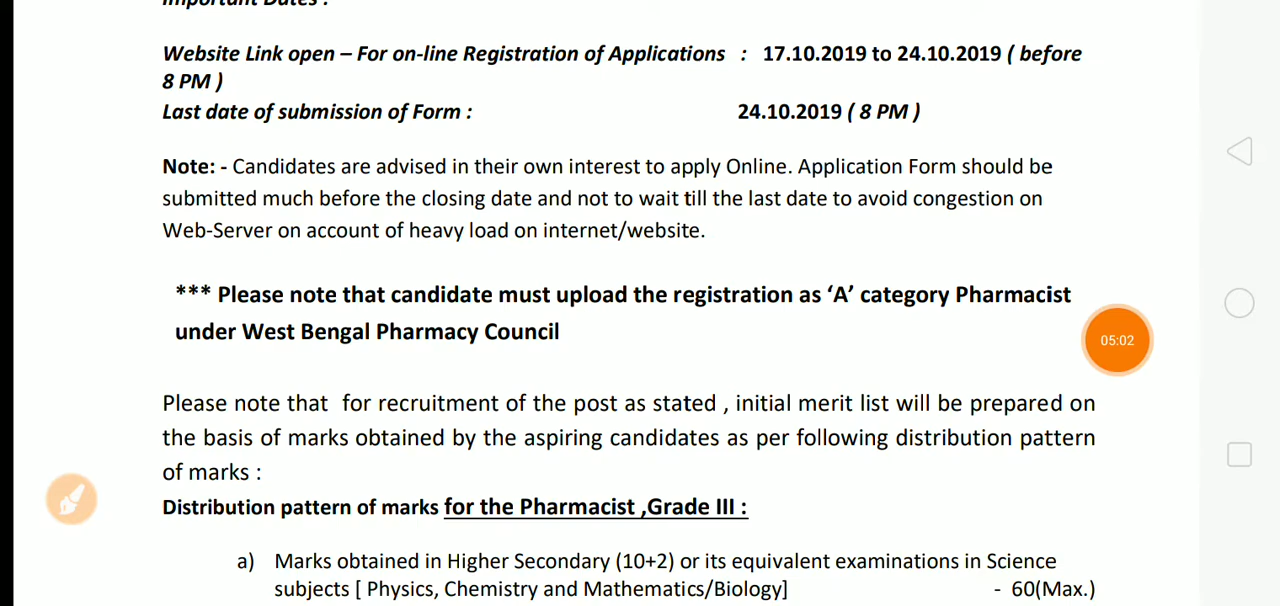 Important Dates :
Website Link open – For on-line Registration of Applications : 17.10.2019 to 24.10.2019 ( before
8 PM )
Last date of submission of Form : 24.10.2019 ( 8 PM )
Note: - Candidates are advised in their own interest to apply Online. Application Form should be
submitted much before the closing date and not to wait till the last date to avoid congestion on
Web-Server on account of heavy load on internet/website.
*** Please note that candidate must upload the registration as ‘A’ category Pharmacist
under West Bengal Pharmacy Council
05:02
Please note that for recruitment of the post as stated , initial merit list will be prepared on
the basis of marks obtained by the aspiring candidates as per following distribution pattern
of marks :
Distribution pattern of marks for the Pharmacist ,Grade III :
a) Marks obtained in Higher Secondary (10+2) or its equivalent examinations in Science
subjects [ Physics, Chemistry and Mathematics/Biology] - 60(Max.)